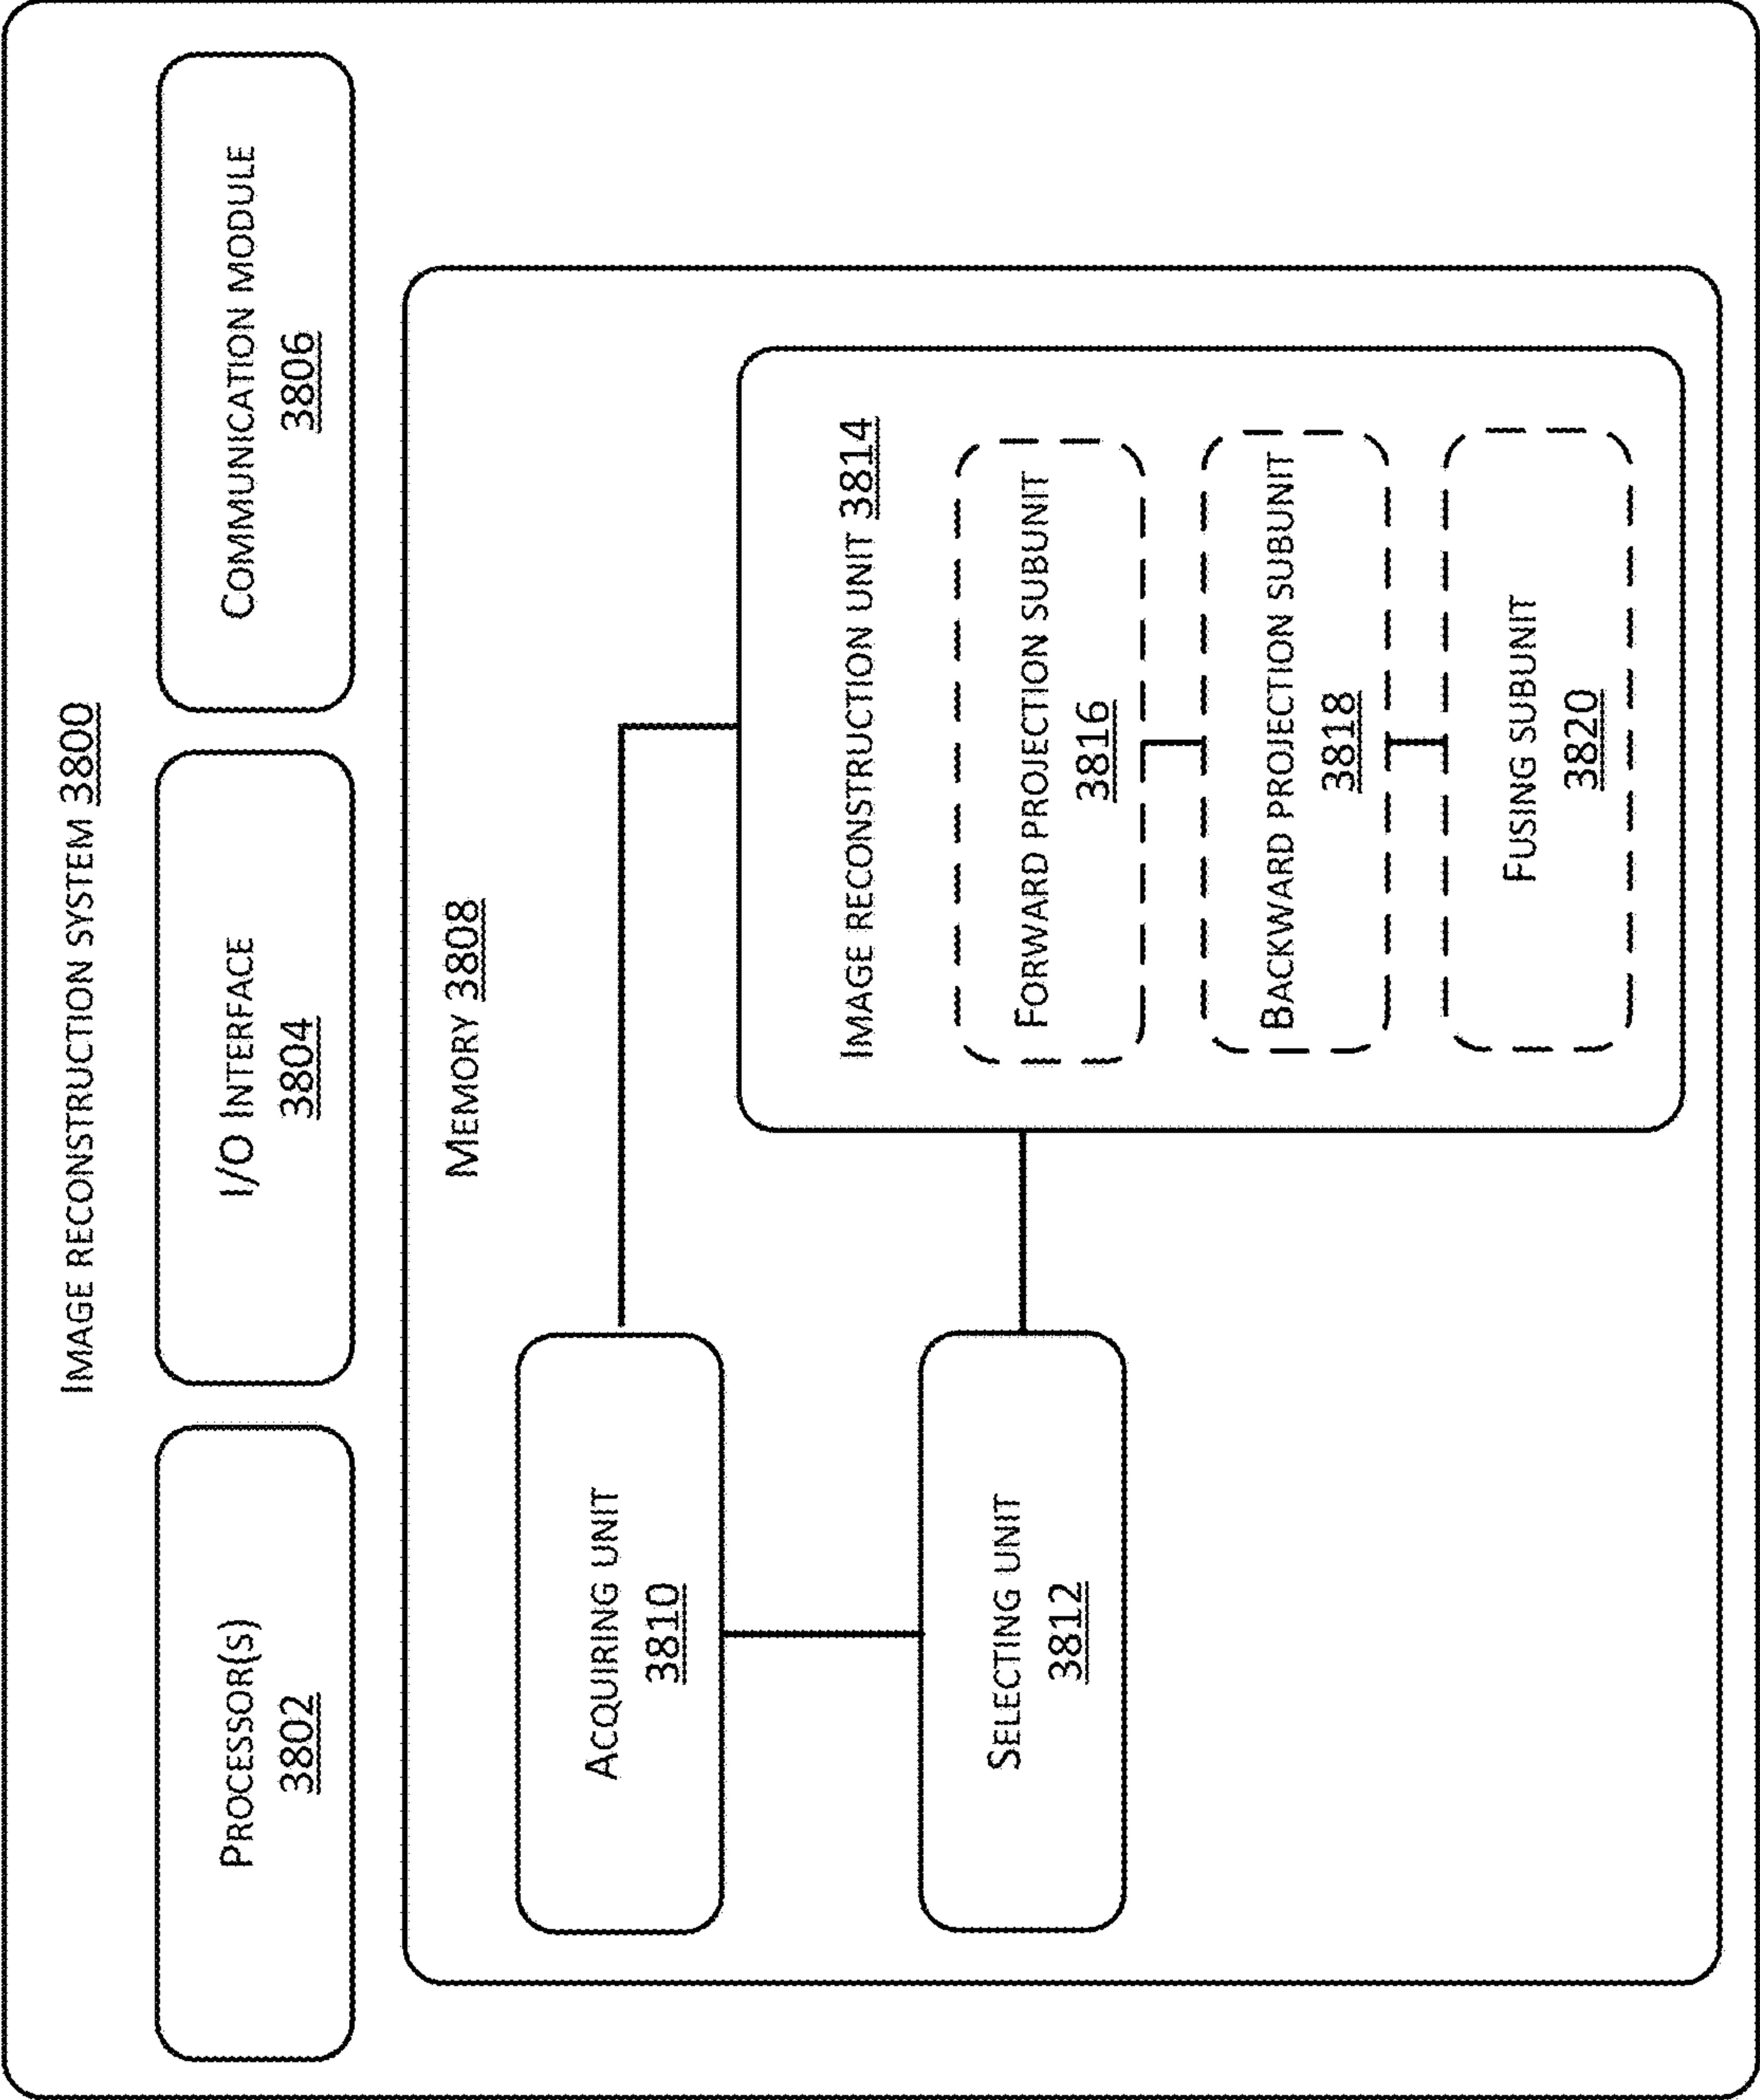 IMAGE RECONSTRUCTION SYSTEM 3800
PROCESSOR(S)
3802
I/O INTERFACE
3804
COMMUNICATION MODULE
3806
MEMORY 3808
ACQUIRING UNIT
3810
SELECTING UNIT
3812
IMAGE RECONSTRUCTION UNIT 3814
FORWARD PROJECTION SUBUNIT
3816
BACKWARD PROJECTION SUBUNIT
3818
FUSING SUBUNIT
3820